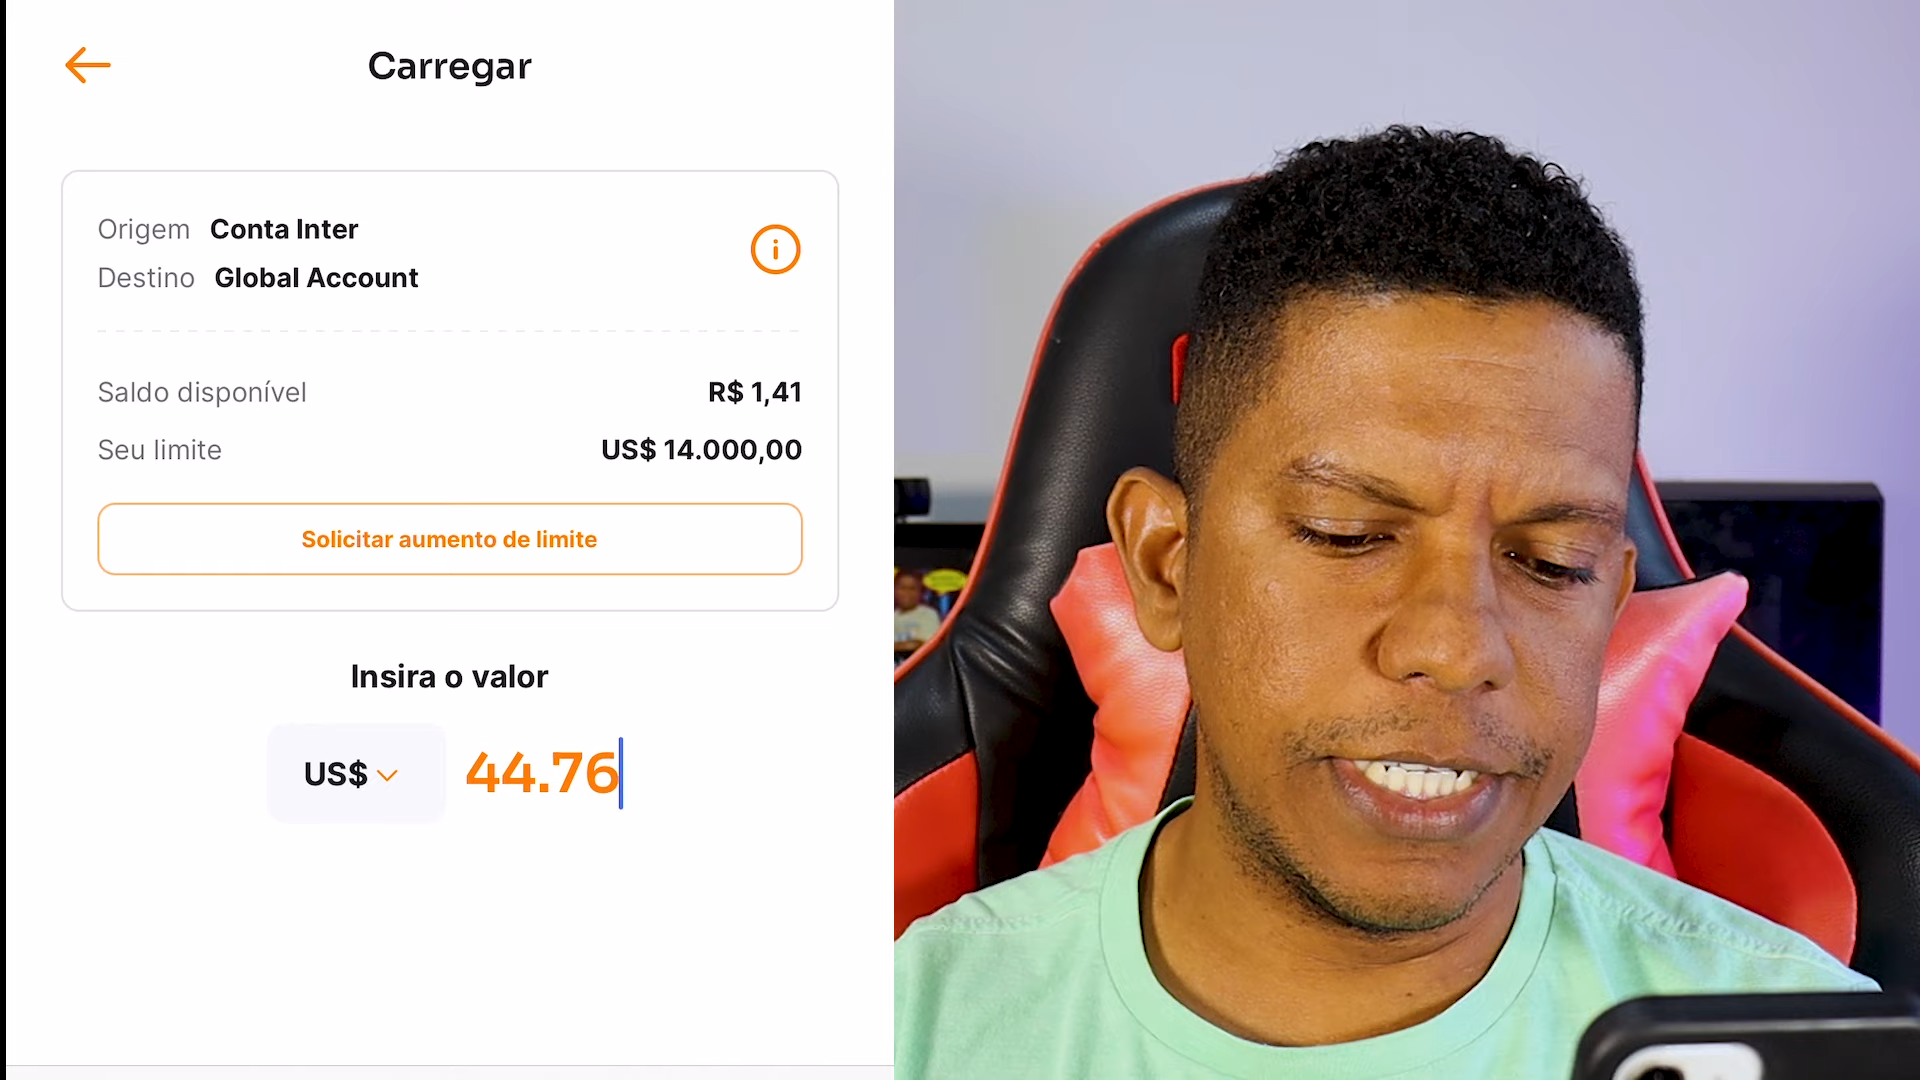 Carregar
Origem Conta Inter
Destino Global Account
Saldo disponível R$ 1,41
Seu limite US$ 14.000,00
Solicitar aumento de limite
Insira o valor
US$ 44.76